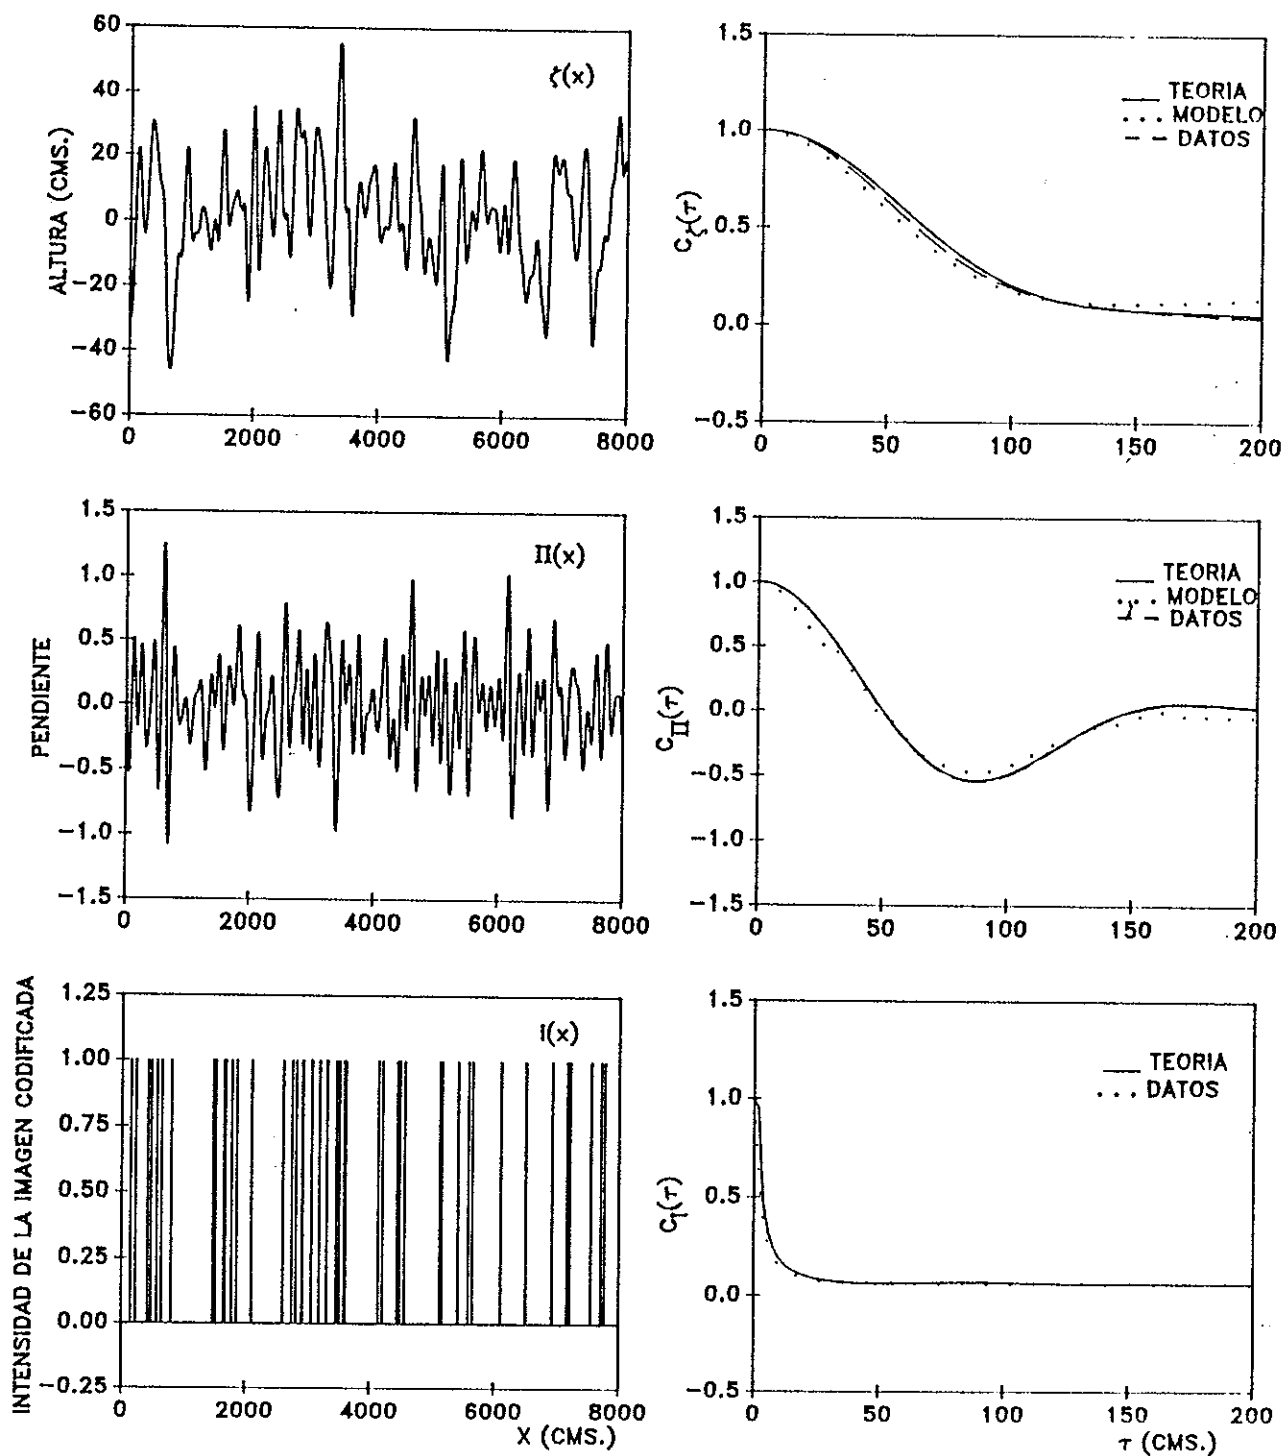 60
40
20
0
−20
−40
−60
ALTURA (CMS.)
ζ(x)
0 2000 4000 6000 8000
1.5
1.0
0.5
0.0
−0.5
C_ζ(τ)
TEORIA
MODELO
DATOS
0 50 100 150 200
1.5
1.0
0.5
0.0
−0.5
−1.0
−1.5
PENDIENTE
Π(x)
0 2000 4000 6000 8000
1.5
1.0
0.5
0.0
−0.5
−1.0
−1.5
C_Π(τ)
TEORIA
MODELO
DATOS
0 50 100 150 200
1.25
1.00
0.75
0.50
0.25
0.00
−0.25
INTENSIDAD DE LA IMAGEN CODIFICADA
I(x)
0 2000 4000 6000 8000
X (CMS.)
1.5
1.0
0.5
0.0
−0.5
C_I(τ)
TEORIA
DATOS
0 50 100 150 200
τ (CMS.)